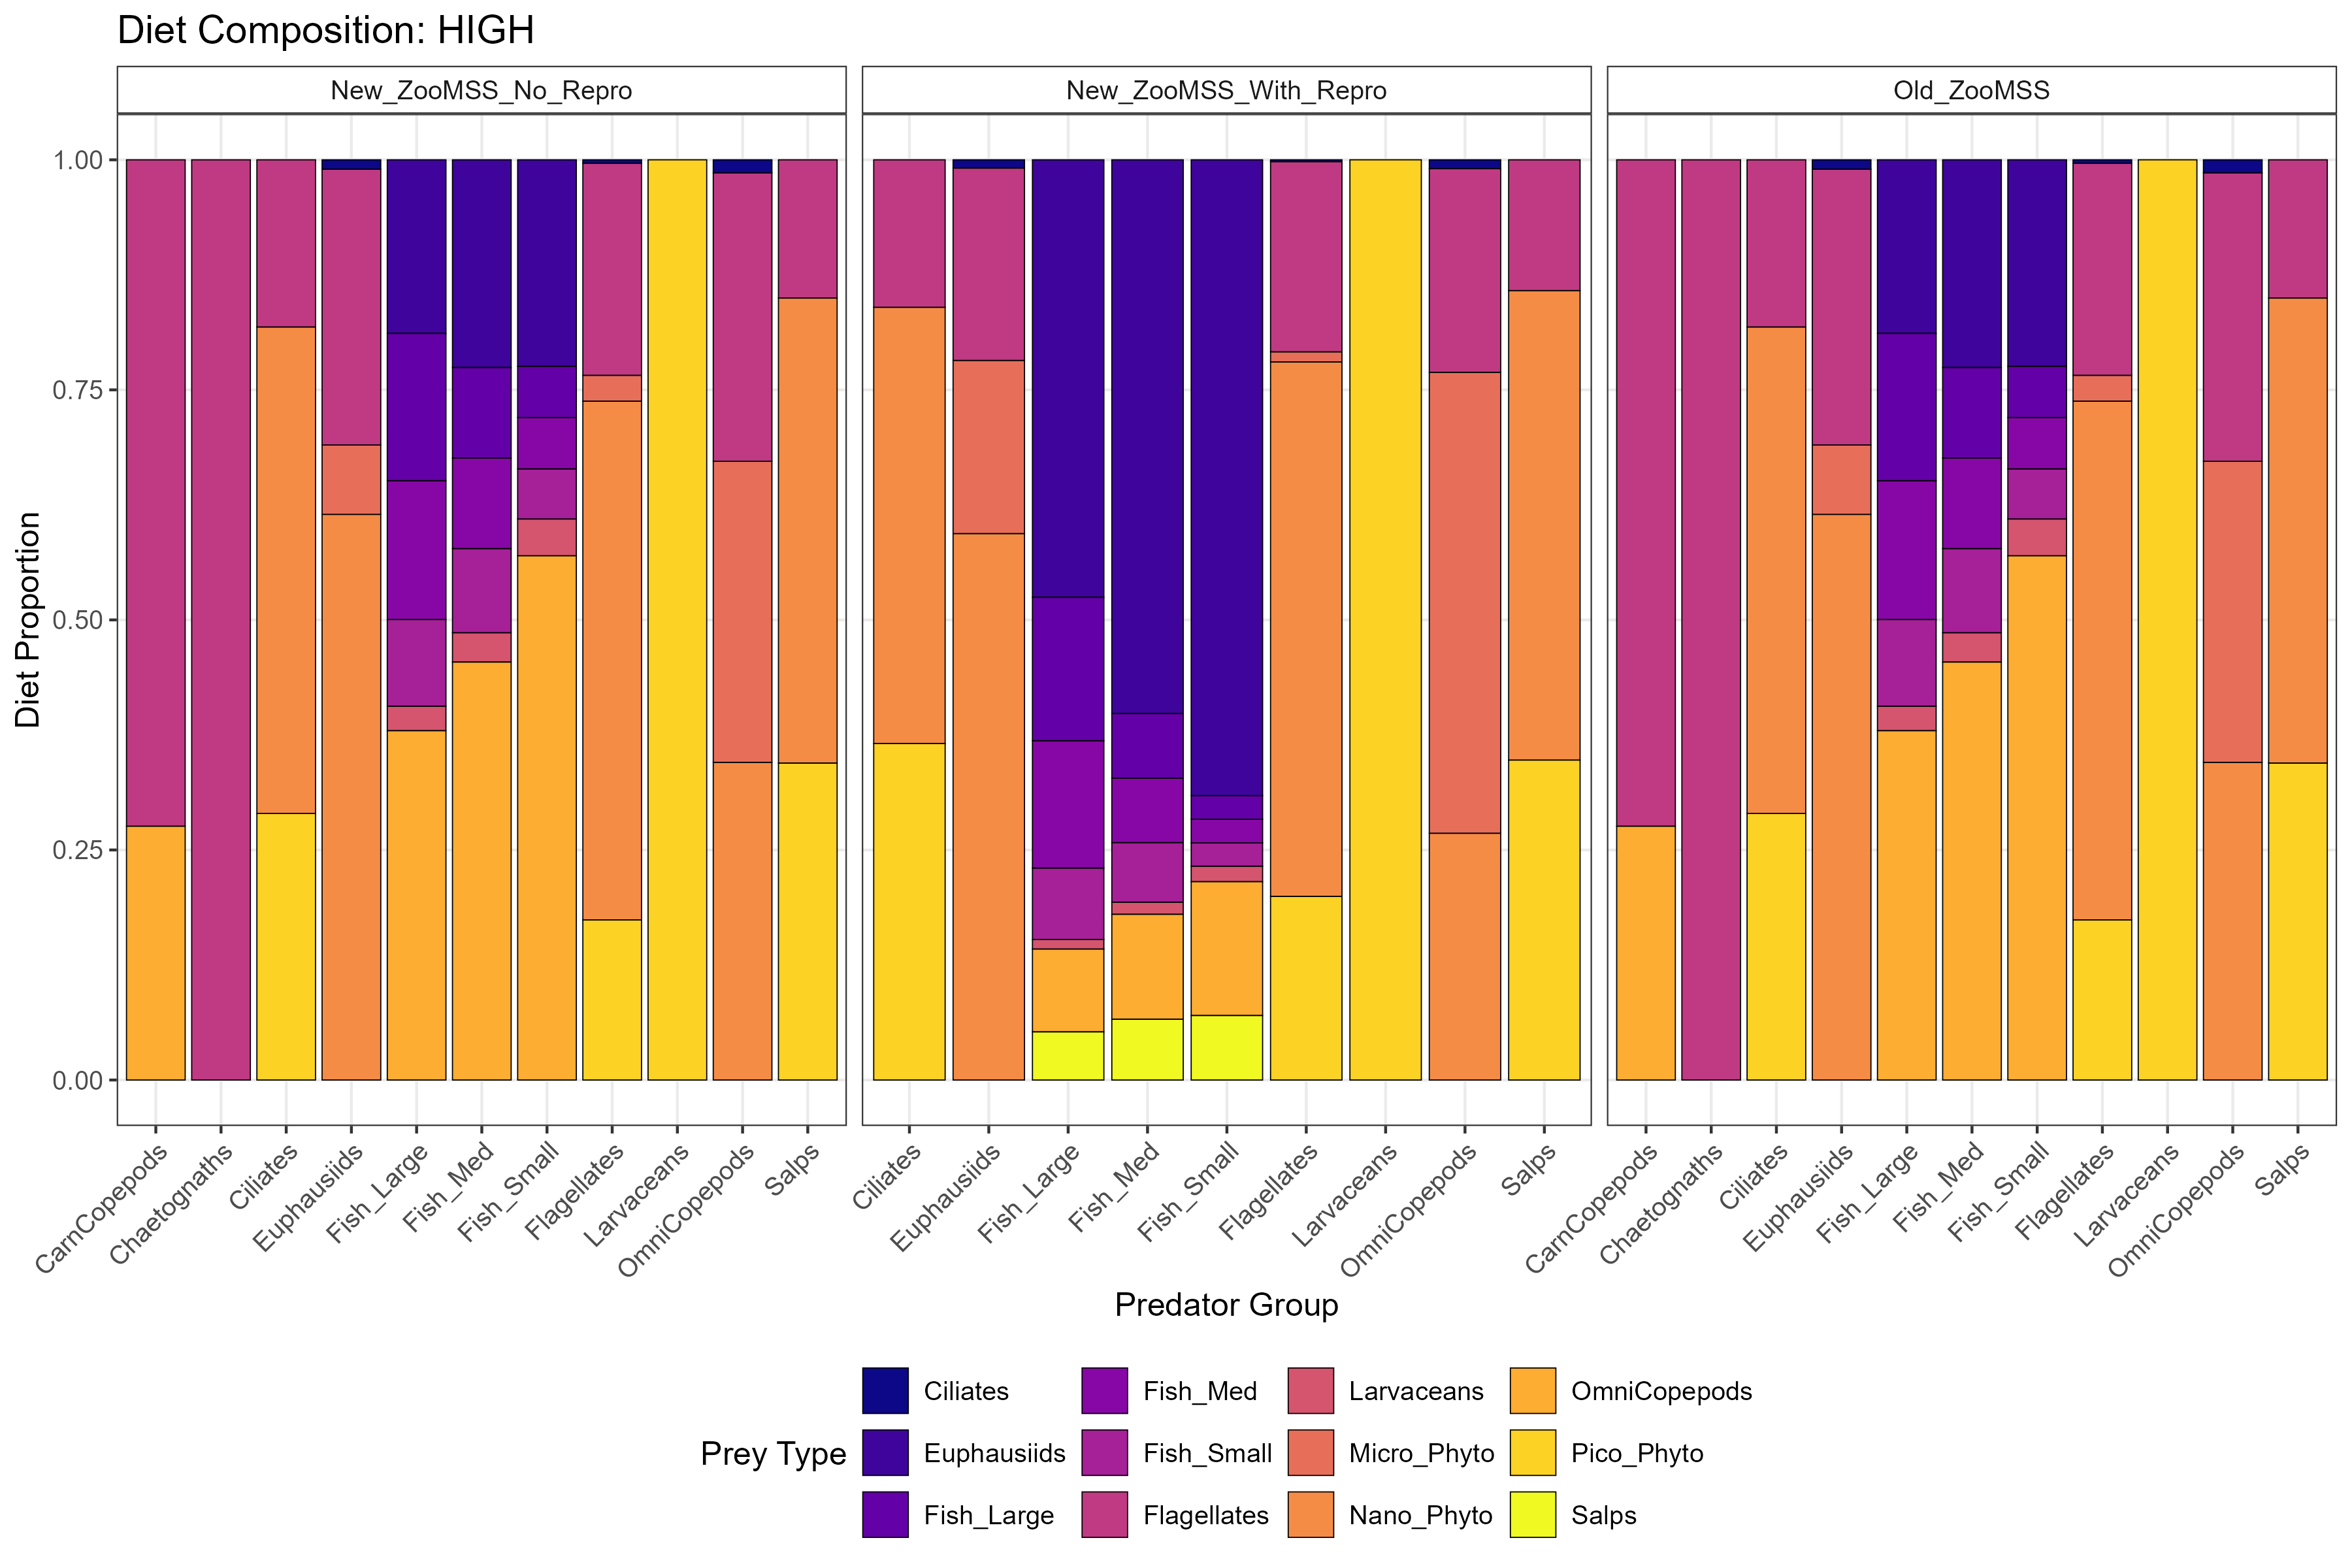 Diet Composition: HIGH
New_ZooMSS_No_Repro
New_ZooMSS_With_Repro
Old_ZooMSS
Diet Proportion
1.00
0.75
0.50
0.25
0.00
CarnCopepods
Chaetognaths
Ciliates
Euphausiids
Fish_Large
Fish_Med
Fish_Small
Flagellates
Larvaceans
OmniCopepods
Salps
Ciliates
Euphausiids
Fish_Large
Fish_Med
Fish_Small
Flagellates
Larvaceans
OmniCopepods
Salps
CarnCopepods
Chaetognaths
Ciliates
Euphausiids
Fish_Large
Fish_Med
Fish_Small
Flagellates
Larvaceans
OmniCopepods
Salps
Predator Group
Prey Type
Ciliates
Euphausiids
Fish_Large
Fish_Med
Fish_Small
Flagellates
Larvaceans
Micro_Phyto
Nano_Phyto
OmniCopepods
Pico_Phyto
Salps